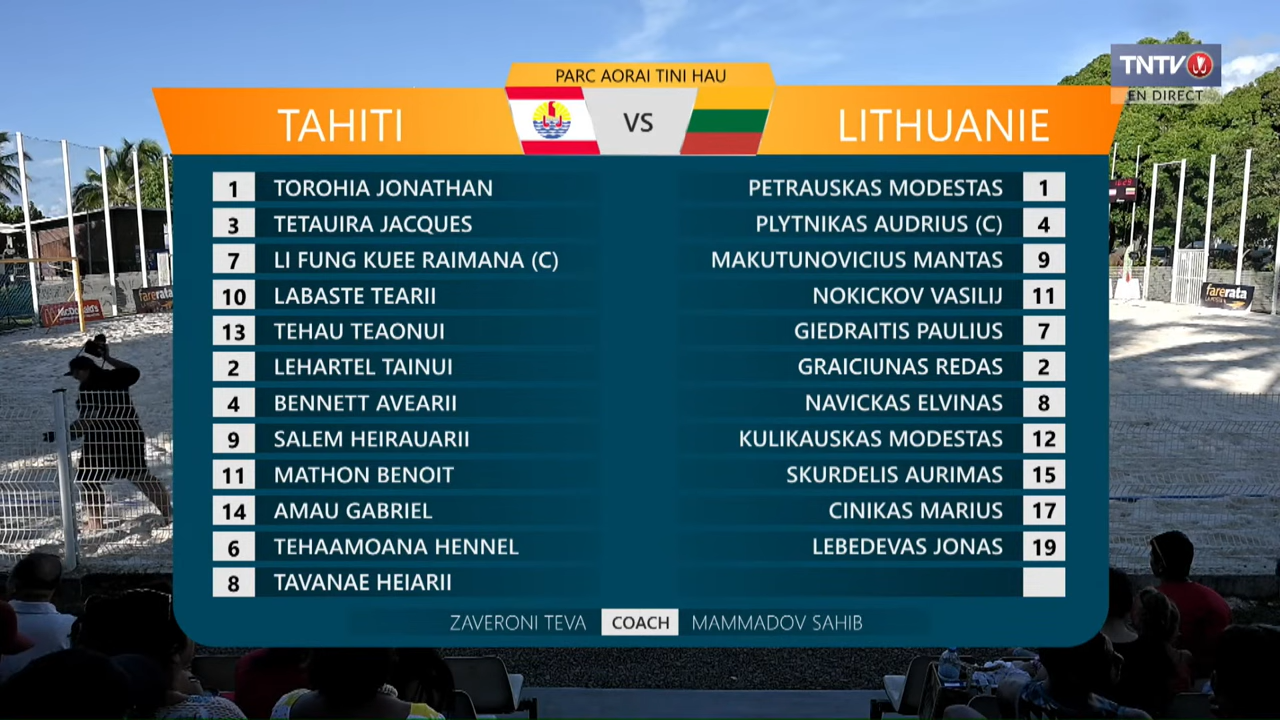 PARC AORAI TINI HAU
TNTV
EN DIRECT
TAHITI VS LITHUANIE
1 TOROHIA JONATHAN PETRAUSKAS MODESTAS 1
3 TETAUIRA JACQUES PLYTNIKAS AUDRIUS (C) 4
7 LI FUNG KUEE RAIMANA (C) MAKUTUNOVICIUS MANTAS 9
10 LABASTE TEARII NOKICKOV VASILIJ 11
13 TEHAU TEAONUI GIEDRAITIS PAULIUS 7
2 LEHARTEL TAINUI GRAICIUNAS REDAS 2
4 BENNETT AVEARII NAVICKAS ELVINAS 8
9 SALEM HEIRAUARII KULIKAUSKAS MODESTAS 12
11 MATHON BENOIT SKURDELIS AURIMAS 15
14 AMAU GABRIEL CINIKAS MARIUS 17
6 TEHAAMOANA HENNEL LEBEDEVAS JONAS 19
8 TAVANAE HEIARII
ZAVERONI TEVA COACH MAMMADOV SAHIB
McDonald's
farerata
farerata